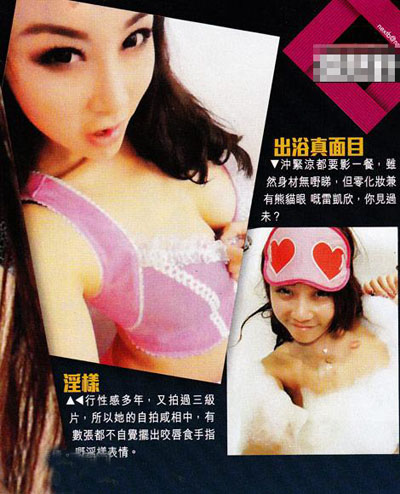 nextb@n
出浴真面目
▼沖緊涼都要影一餐，雖
然身材無嘢睇，但零化妝兼
有熊貓眼 嘅雷凱欣，你見過
未？
淫樣
▲◀行性感多年，又拍過三級
片，所以她的自拍咸相中，有
數張都不自覺擺出咬唇食手指
嘅淫樣表情。